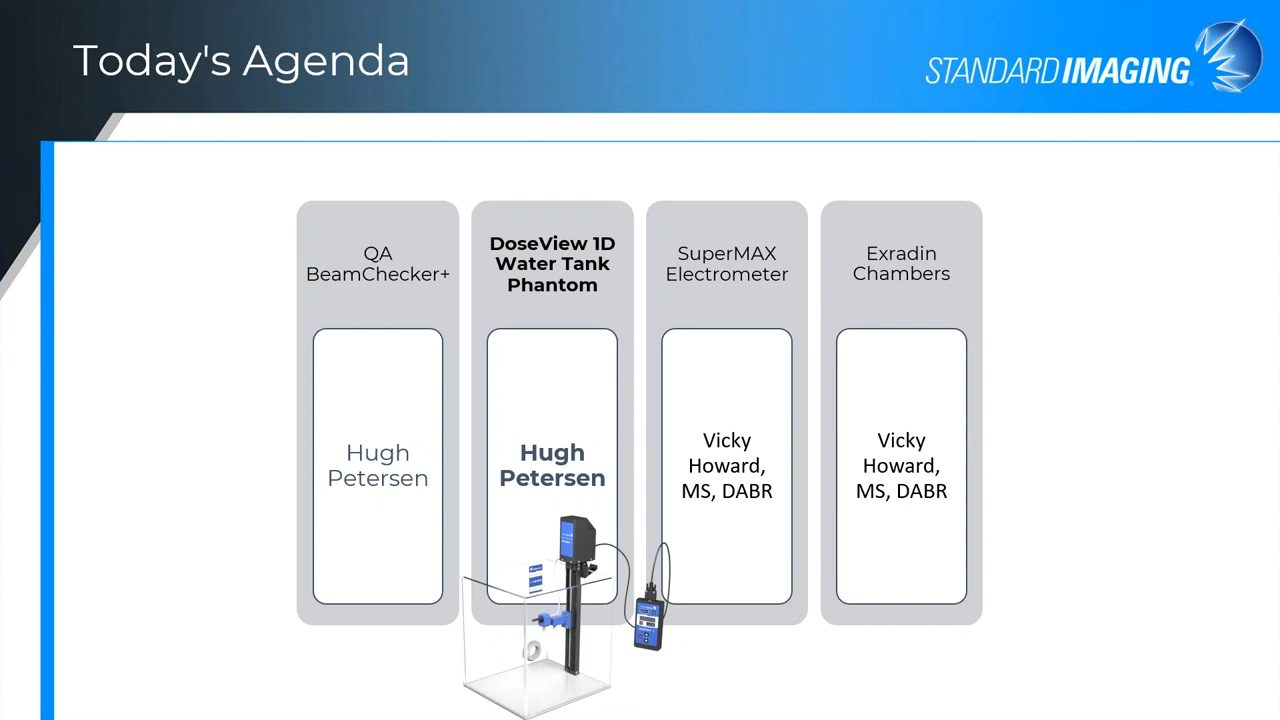 Today's Agenda
STANDARD IMAGING
QA
BeamChecker+
DoseView 1D
Water Tank
Phantom
SuperMAX
Electrometer
Exradin
Chambers
Hugh
Petersen
Hugh
Petersen
Vicky
Howard,
MS, DABR
Vicky
Howard,
MS, DABR